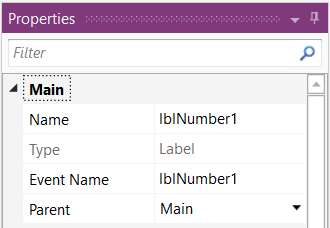 Properties
Filter
Main
Name lblNumber1
Type Label
Event Name lblNumber1
Parent Main